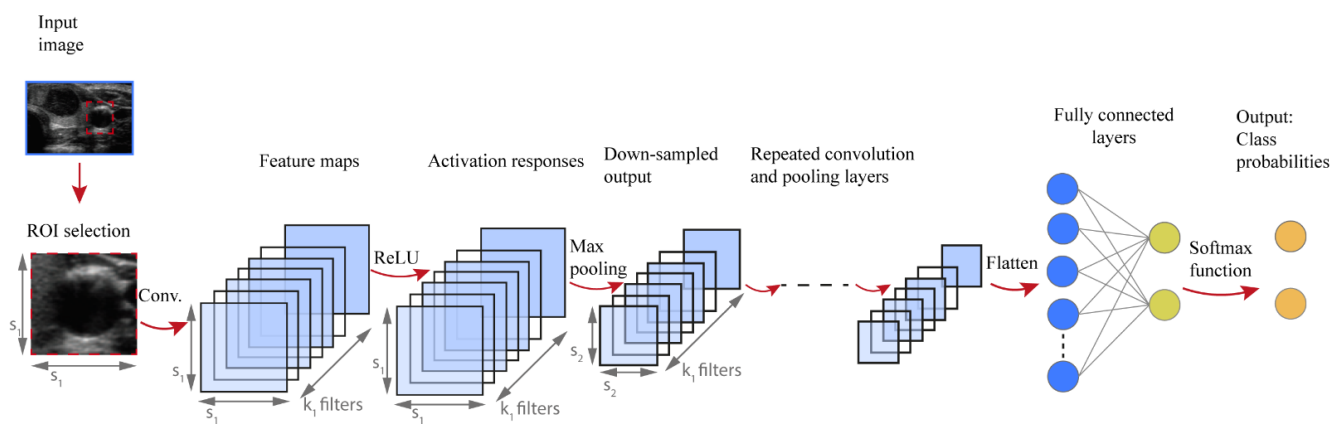 Input
image
ROI selection
s₁
s₁
Conv.
Feature maps
s₁
s₁
k₁ filters
ReLU
Activation responses
s₁
s₁
k₁ filters
Max
pooling
Down-sampled
output
s₂
s₂
k₁ filters
Repeated convolution
and pooling layers
Flatten
Fully connected
layers
Softmax
function
Output:
Class
probabilities